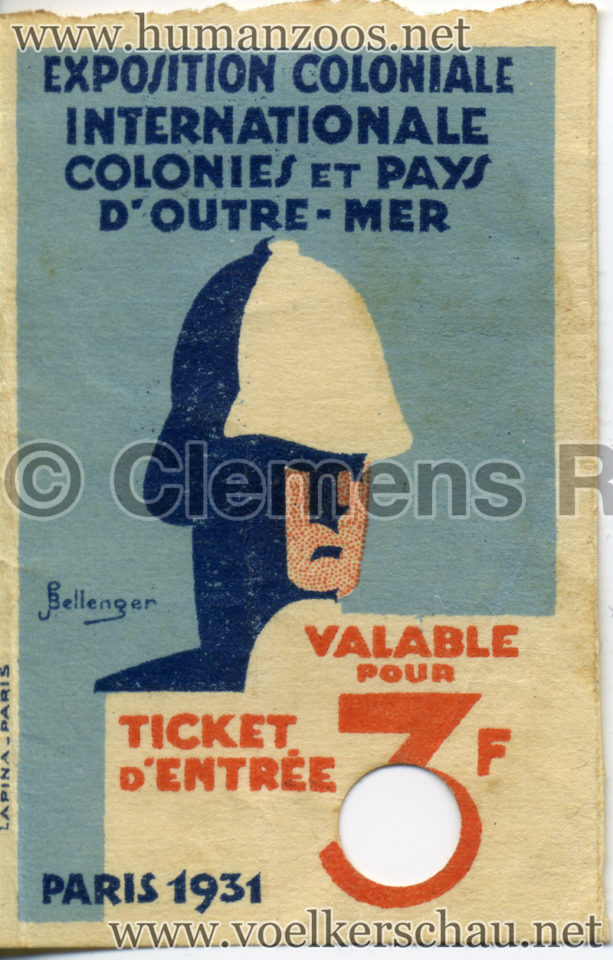 www.humanzoos.net
EXPOSITION COLONIALE
INTERNATIONALE
COLONIES ET PAYS
D'OUTRE-MER
© Clemens R
JBellenger
VALABLE
POUR
3F
TICKET
D'ENTRÉE
LAPINA_PARIS
PARIS 1931
www.voelkerschau.net